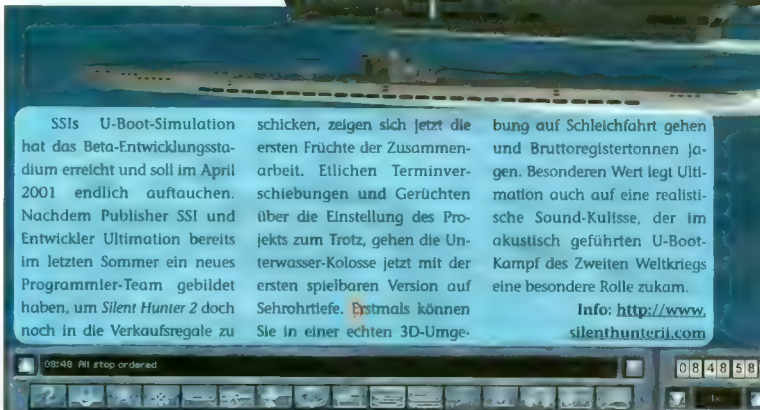 SSIs U-Boot-Simulation
hat das Beta-Entwicklungssta-
dium erreicht und soll im April
2001 endlich auftauchen.
Nachdem Publisher SSI und
Entwickler Ultimation bereits
im letzten Sommer ein neues
Programmier-Team gebildet
haben, um Silent Hunter 2 doch
noch in die Verkaufsregale zu
schicken, zeigen sich jetzt die
ersten Früchte der Zusammen-
arbeit. Etlichen Terminver-
schiebungen und Gerüchten
über die Einstellung des Pro-
jekts zum Trotz, gehen die Un-
terwasser-Kolosse jetzt mit der
ersten spielbaren Version auf
Sehrohrtiefe. Erstmals können
Sie in einer echten 3D-Umge-
bung auf Schleichfahrt gehen
und Bruttoregistertonnen ja-
gen. Besonderen Wert legt Ulti-
mation auch auf eine realisti-
sche Sound-Kulisse, der im
akustisch geführten U-Boot-
Kampf des Zweiten Weltkriegs
eine besondere Rolle zukam.
Info: http://www.
silenthunterii.com
08:48 All stop ordered
084858
1x